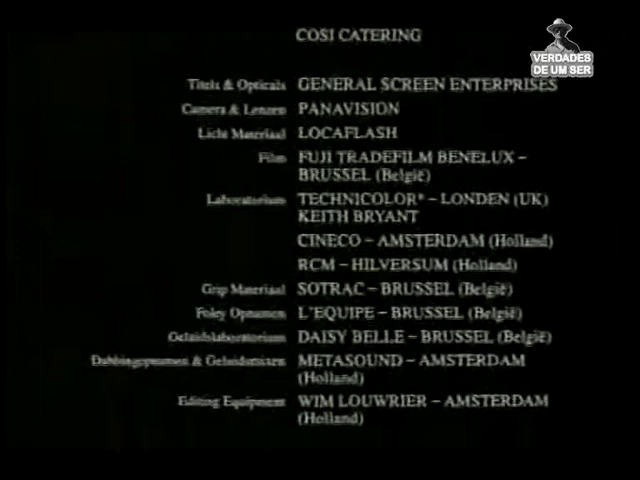 COSI CATERING
VERDADES
DE UM SER
Titels & Opticals GENERAL SCREEN ENTERPRISES
Camera & Lenzen PANAVISION
Licht Materiaal LOCAFLASH
Film FUJI TRADEFILM BENELUX –
BRUSSEL (België)
Laboratorium TECHNICOLOR® – LONDEN (UK)
KEITH BRYANT
CINECO – AMSTERDAM (Holland)
RCM – HILVERSUM (Holland)
Grip Materiaal SOTRAC – BRUSSEL (België)
Foley Opnamen L'EQUIPE – BRUSSEL (België)
Geluidslaboratorium DAISY BELLE – BRUSSEL (België)
Dubbingopnamen & Geluidsmixen METASOUND – AMSTERDAM
(Holland)
Editing Equipment WIM LOUWRIER – AMSTERDAM
(Holland)